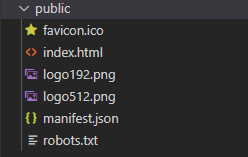 public
favicon.ico
index.html
logo192.png
logo512.png
manifest.json
robots.txt